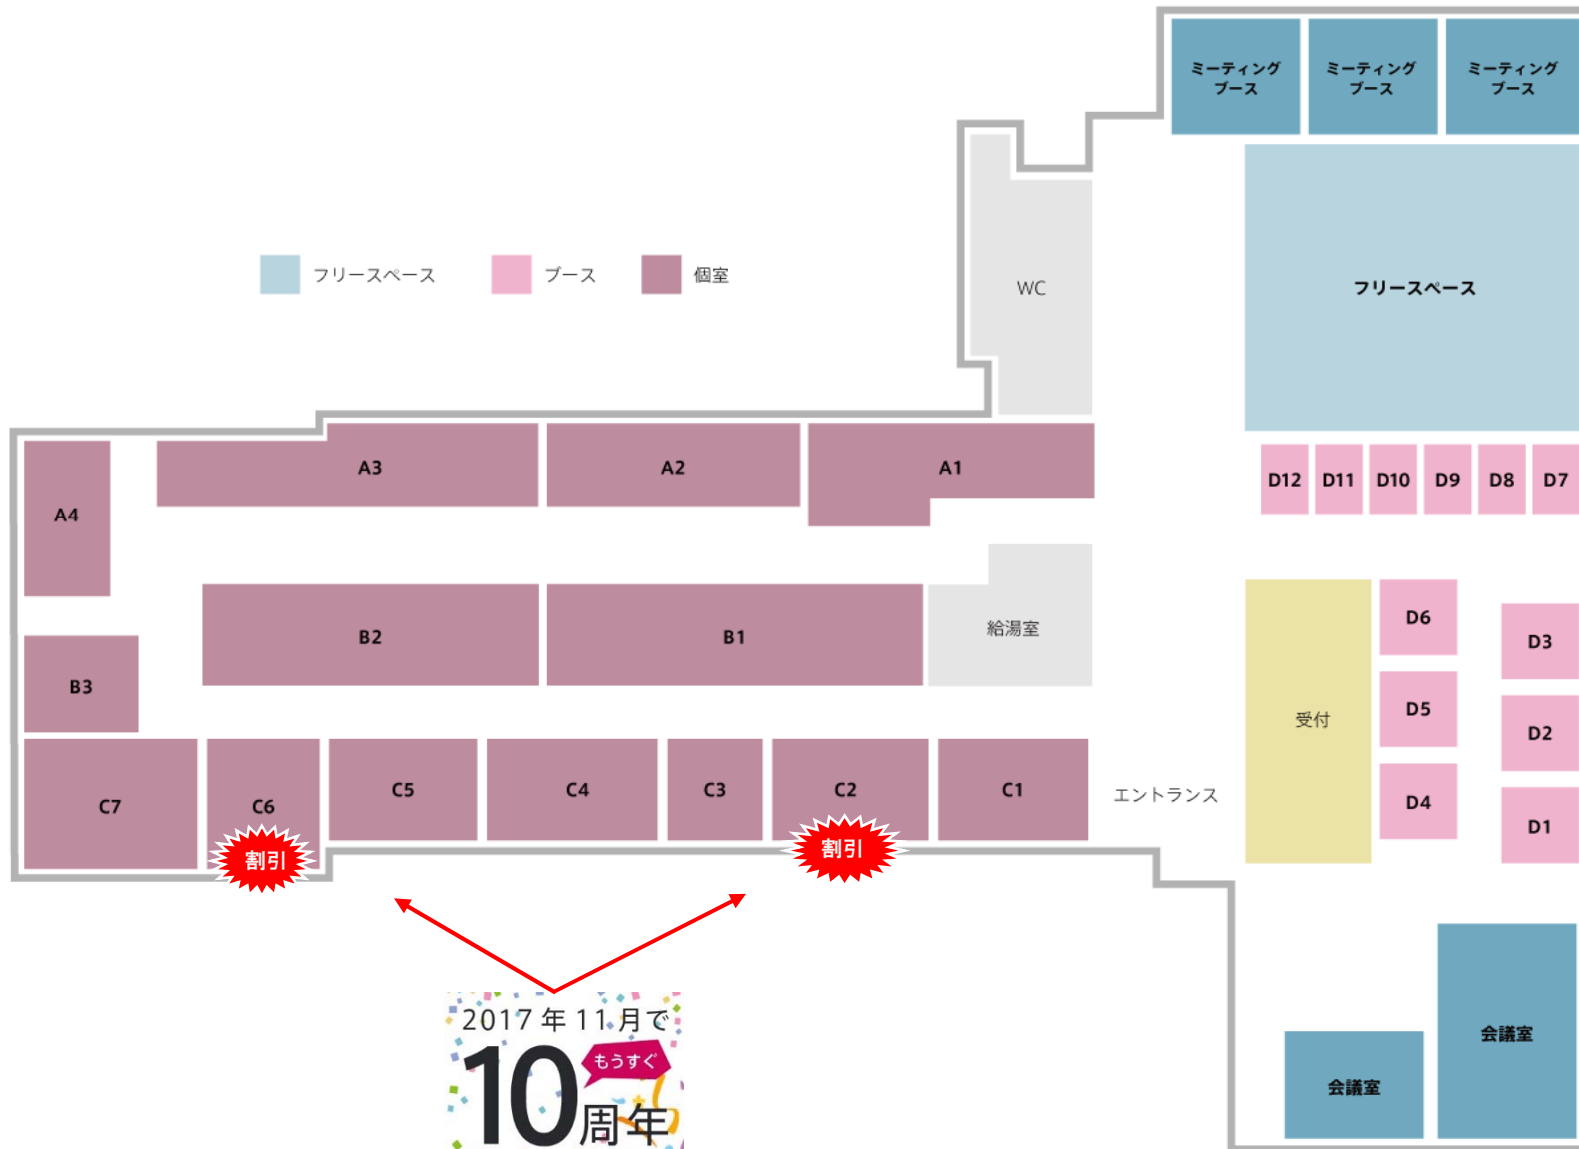 ミーティング
ブース
ミーティング
ブース
ミーティング
ブース
フリースペース
ブース
個室
WC
フリースペース
A3
A2
A1
D12
D11
D10
D9
D8
D7
A4
B2
B1
給湯室
D6
D3
B3
受付
D5
D2
C7
C6
C5
C4
C3
C2
C1
エントランス
D4
D1
割引
割引
2017年11月で
もうすぐ
10周年
会議室
会議室